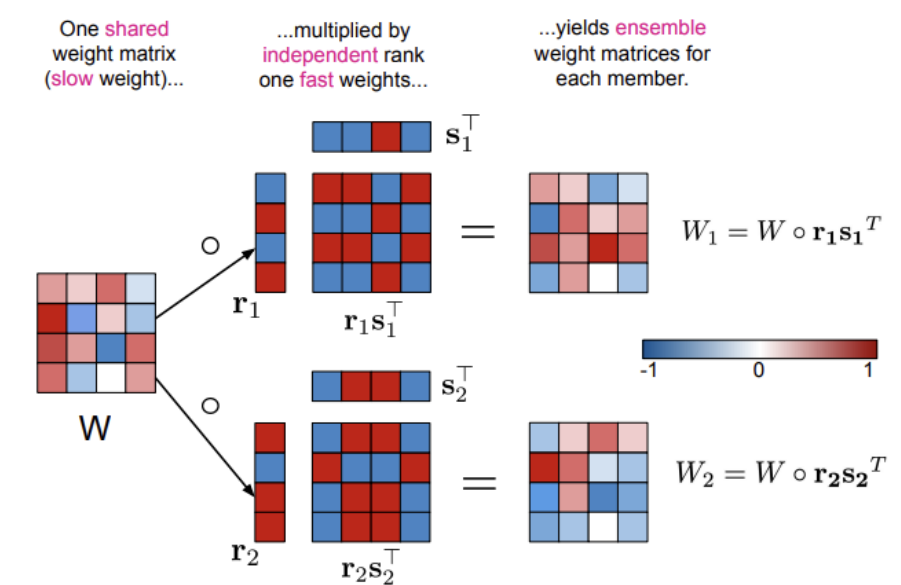 One shared
weight matrix
(slow weight)...
...multiplied by
independent rank
one fast weights...
...yields ensemble
weight matrices for
each member.
s₁⊤
=
W₁ = W ∘ r₁s₁ᵀ
r₁
r₁s₁⊤
W
-1 0 1
s₂⊤
=
W₂ = W ∘ r₂s₂ᵀ
r₂
r₂s₂⊤